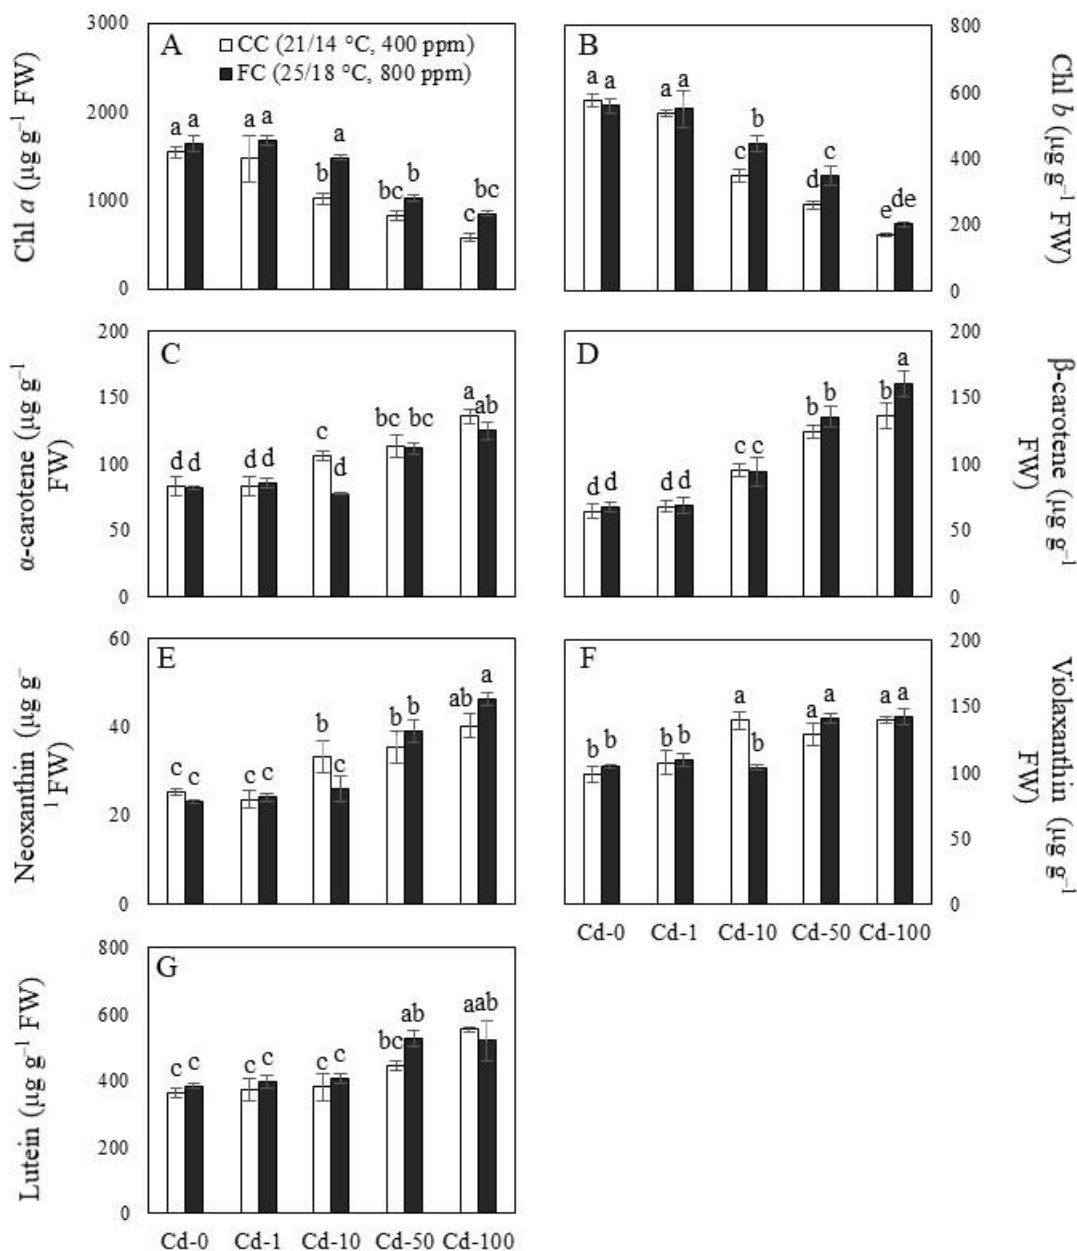 A
CC (21/14 °C, 400 ppm)
FC (25/18 °C, 800 ppm)
Chl a (µg g⁻¹ FW)
3000
2000
1000
0
a a
a a
b a
bc b
c bc
B
Chl b (µg g⁻¹ FW)
800
600
400
200
0
a a
a a
c b
d c
e de
C
α-carotene (µg g⁻¹
FW)
200
150
100
50
0
d d
d d
c d
bc bc
a ab
D
β-carotene (µg g⁻¹
FW)
200
150
100
50
0
d d
d d
c c
b b
b a
E
Neoxanthin (µg g⁻
¹ FW)
60
40
20
0
c c
c c
b c
b b
ab a
F
Violaxanthin (µg g⁻¹
FW)
200
150
100
50
0
b b
b b
a b
a a
a a
Cd-0 Cd-1 Cd-10 Cd-50 Cd-100
G
Lutein (µg g⁻¹ FW)
800
600
400
200
0
c c
c c
c c
bc ab
a ab
Cd-0 Cd-1 Cd-10 Cd-50 Cd-100